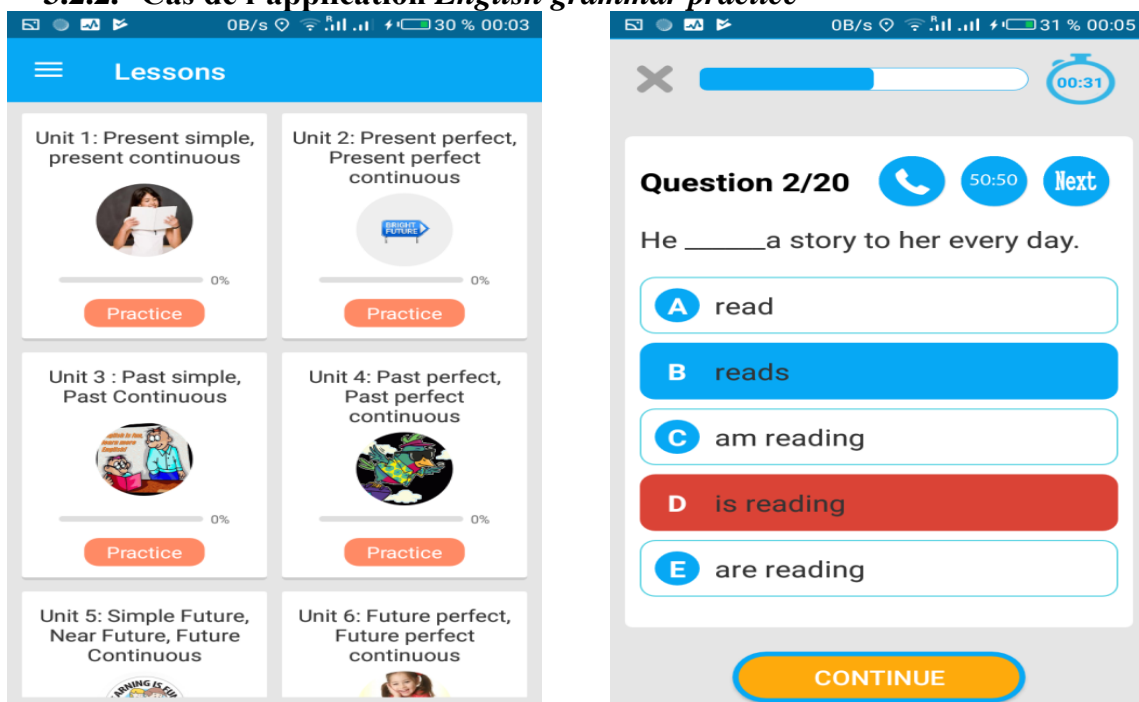 3.2.2. Cas de l'application English grammar practice
0B/s 30 % 00:03
Lessons
Unit 1: Present simple,
present continuous
0%
Practice
Unit 2: Present perfect,
Present perfect
continuous
BRIGHT
FUTURE
0%
Practice
Unit 3 : Past simple,
Past Continuous
0%
Practice
Unit 4: Past perfect,
Past perfect
continuous
0%
Practice
Unit 5: Simple Future,
Near Future, Future
Continuous
Unit 6: Future perfect,
Future perfect
continuous
0B/s R 31 % 00:05
00:31
Question 2/20
50:50
Next
He ______a story to her every day.
A read
B reads
C am reading
D is reading
E are reading
CONTINUE